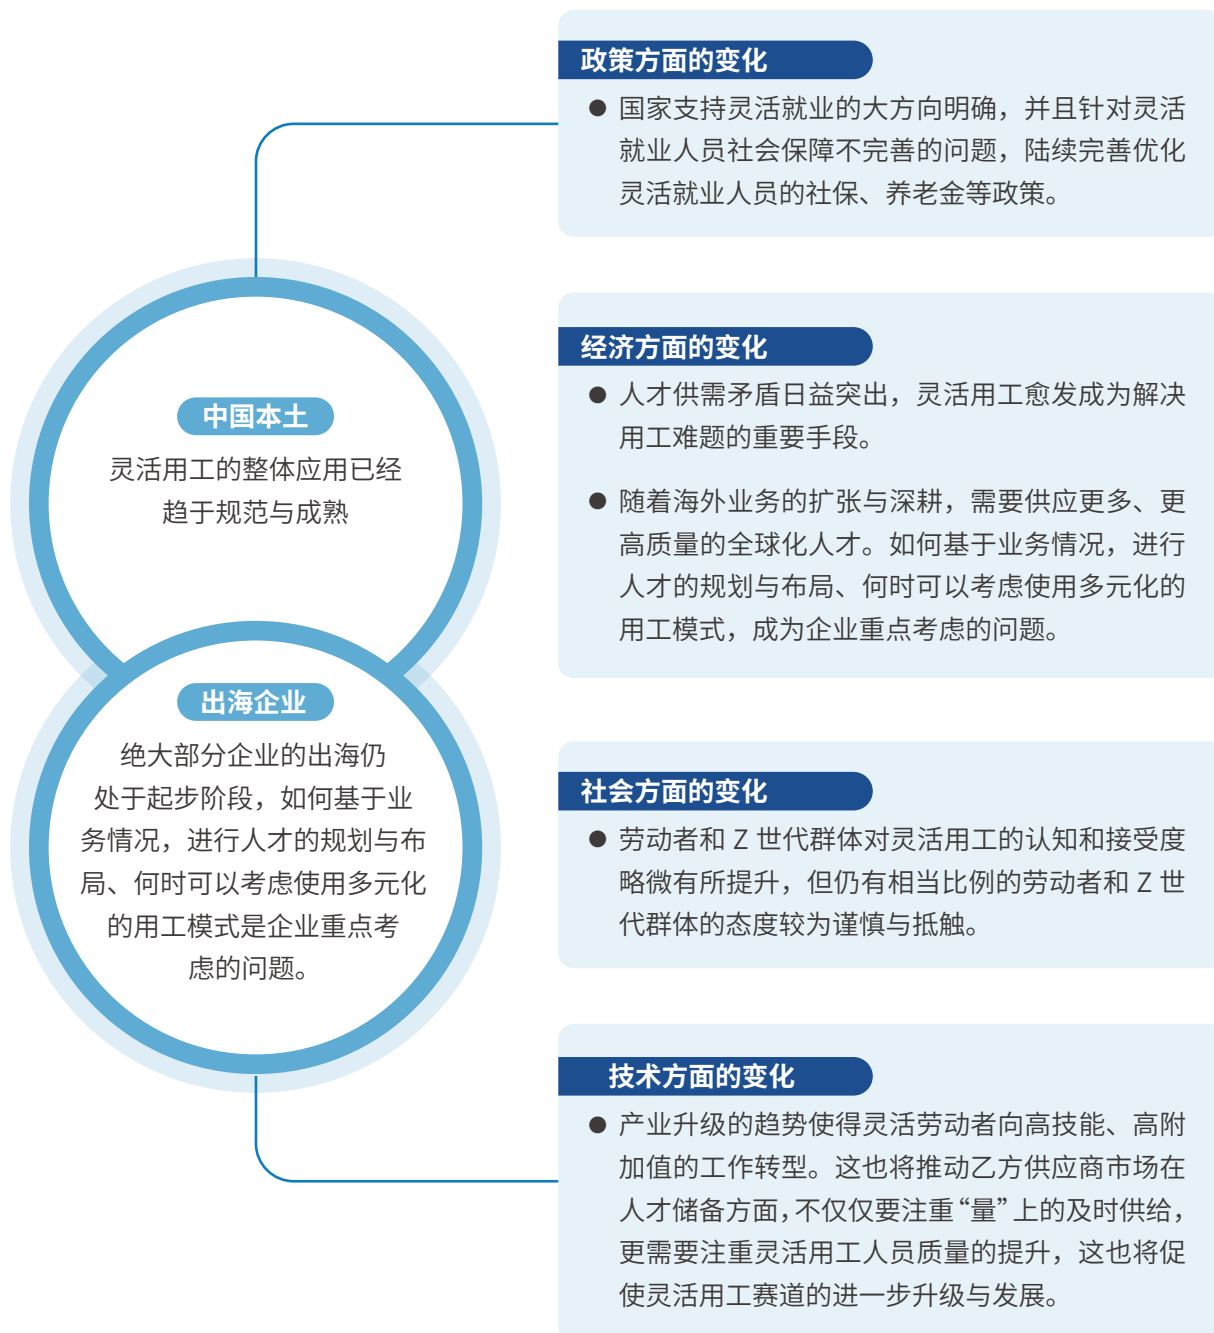 中国本土
灵活用工的整体应用已经
趋于规范与成熟
出海企业
绝大部分企业的出海仍
处于起步阶段，如何基于业
务情况，进行人才的规划与布
局、何时可以考虑使用多元化
的用工模式是企业重点考
虑的问题。
政策方面的变化
● 国家支持灵活就业的大方向明确，并且针对灵活
就业人员社会保障不完善的问题，陆续完善优化
灵活就业人员的社保、养老金等政策。
经济方面的变化
● 人才供需矛盾日益突出，灵活用工愈发成为解决
用工难题的重要手段。
● 随着海外业务的扩张与深耕，需要供应更多、更
高质量的全球化人才。如何基于业务情况，进行
人才的规划与布局、何时可以考虑使用多元化的
用工模式，成为企业重点考虑的问题。
社会方面的变化
● 劳动者和 Z 世代群体对灵活用工的认知和接受度
略微有所提升，但仍有相当比例的劳动者和 Z 世
代群体的态度较为谨慎与抵触。
技术方面的变化
● 产业升级的趋势使得灵活劳动者向高技能、高附
加值的工作转型。这也将推动乙方供应商市场在
人才储备方面，不仅仅要注重“量”上的及时供给，
更需要注重灵活用工人员质量的提升，这也将促
使灵活用工赛道的进一步升级与发展。